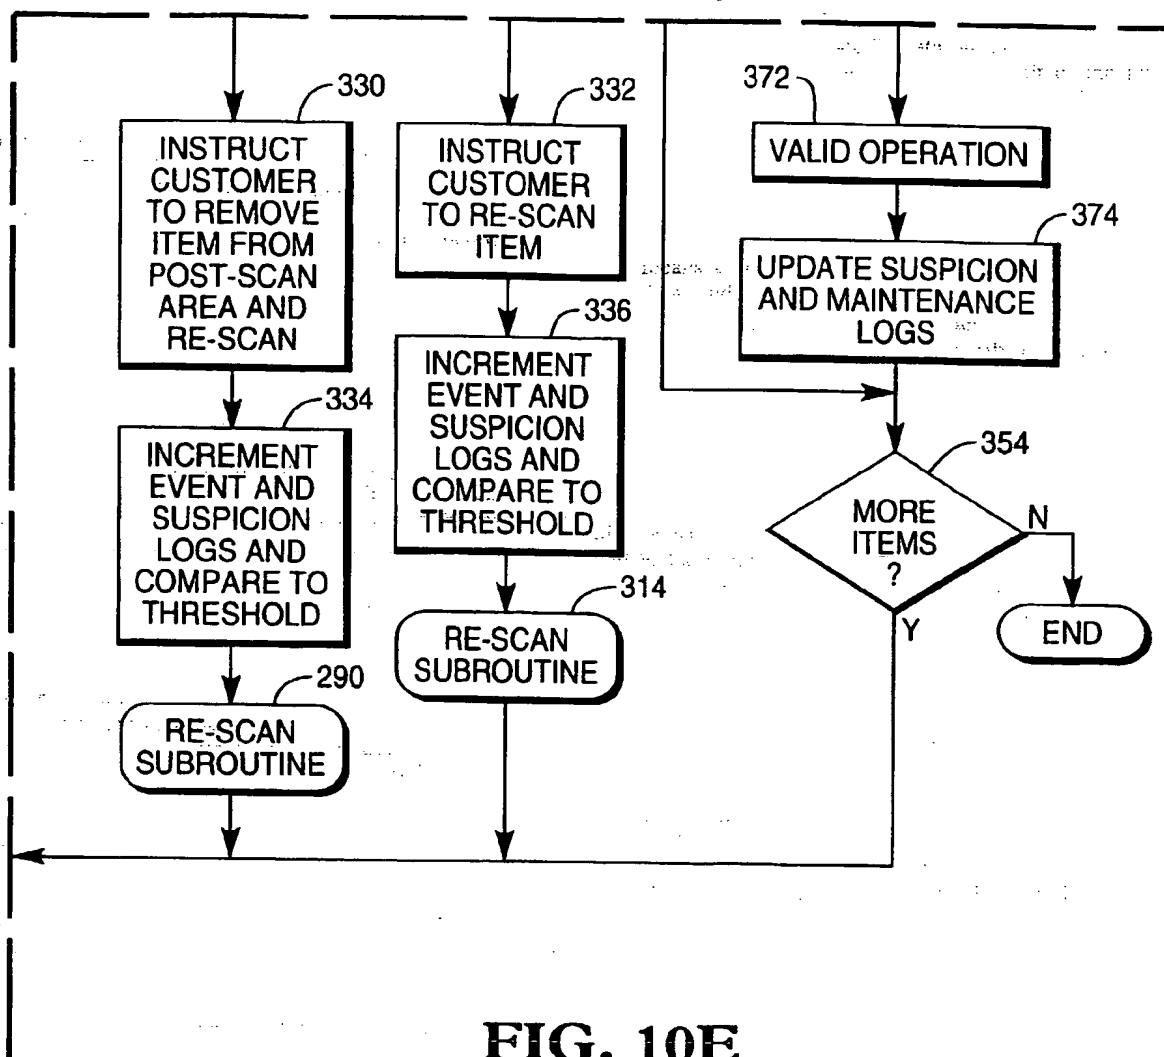 330
INSTRUCT
CUSTOMER
TO REMOVE
ITEM FROM
POST-SCAN
AREA AND
RE-SCAN
334
INCREMENT
EVENT AND
SUSPICION
LOGS AND
COMPARE TO
THRESHOLD
290
RE-SCAN
SUBROUTINE
332
INSTRUCT
CUSTOMER
TO RE-SCAN
ITEM
336
INCREMENT
EVENT AND
SUSPICION
LOGS AND
COMPARE TO
THRESHOLD
314
RE-SCAN
SUBROUTINE
372
VALID OPERATION
374
UPDATE SUSPICION
AND MAINTENANCE
LOGS
354
MORE
ITEMS
?
N
Y
END
FIG. 10E